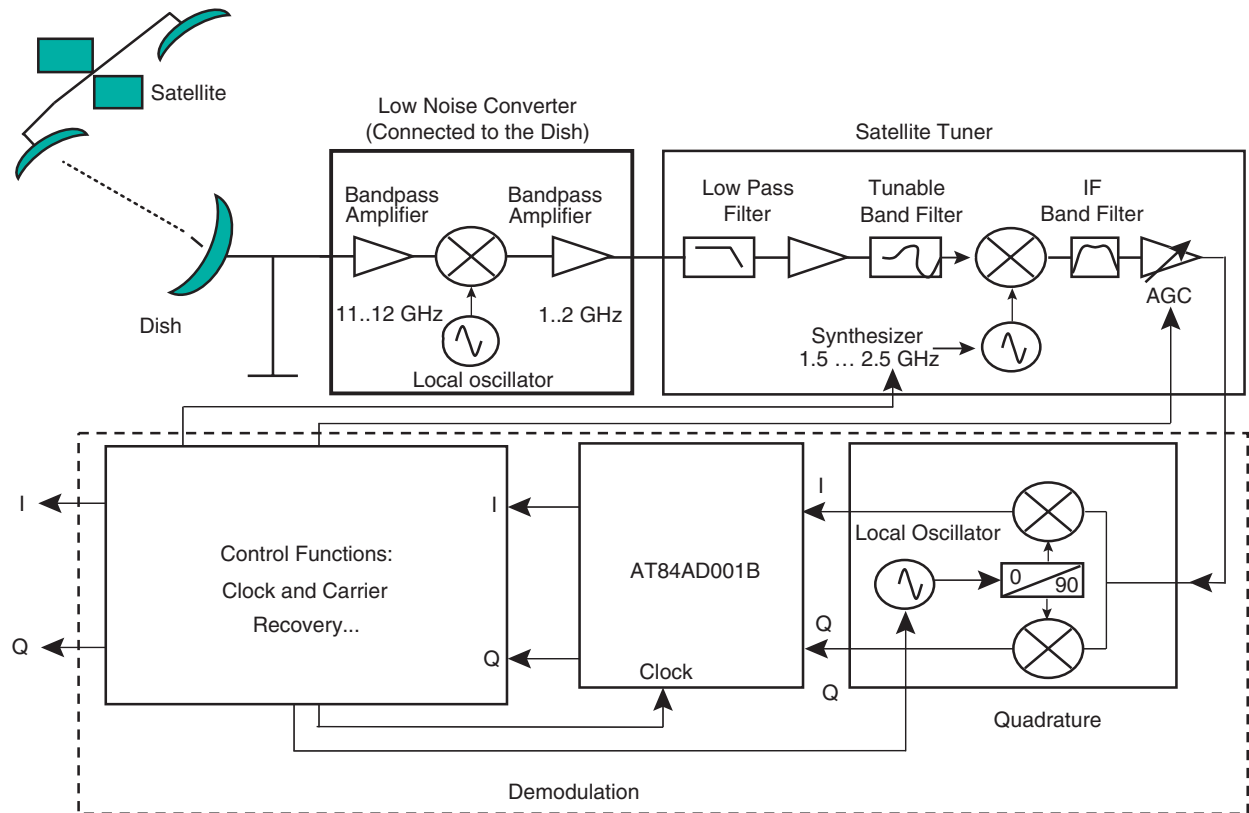 Satellite
Low Noise Converter
(Connected to the Dish)
Satellite Tuner
Bandpass
Amplifier
Bandpass
Amplifier
Low Pass
Filter
Tunable
Band Filter
IF
Band Filter
Dish
11..12 GHz
1..2 GHz
AGC
Local oscillator
Synthesizer
1.5 ... 2.5 GHz
I
I
I
Control Functions:
Clock and Carrier
Recovery...
AT84AD001B
Local Oscillator
0
90
Q
Q
Q
Q
Clock
Quadrature
Demodulation